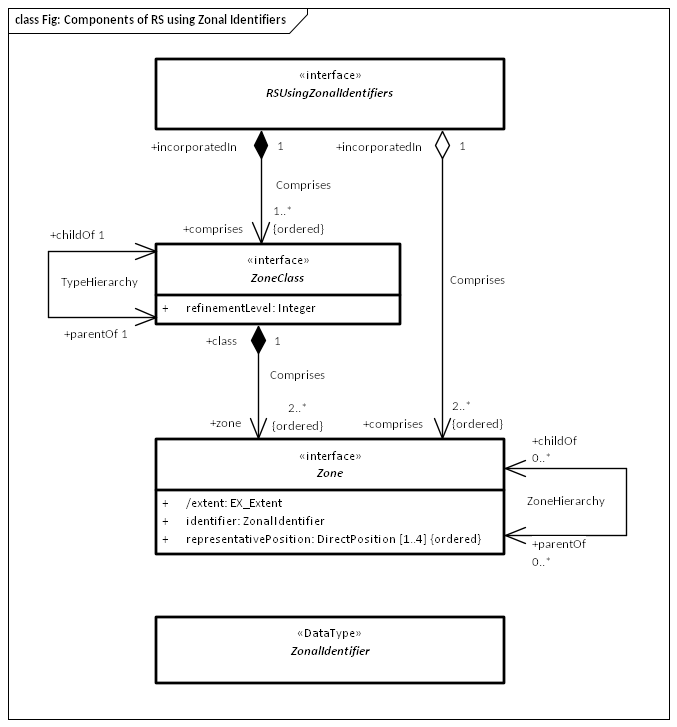 class Fig: Components of RS using Zonal Identifiers
«interface»
RSUsingZonalIdentifiers
+incorporatedIn 1
+incorporatedIn 1
Comprises
1..*
+comprises {ordered}
+childOf 1
«interface»
ZoneClass
TypeHierarchy
Comprises
+ refinementLevel: Integer
+parentOf 1
+class 1
Comprises
2..*
2..*
+zone {ordered}
+comprises {ordered}
+childOf
0..*
«interface»
Zone
ZoneHierarchy
+ /extent: EX_Extent
+ identifier: ZonalIdentifier
+ representativePosition: DirectPosition [1..4] {ordered}
+parentOf
0..*
«DataType»
ZonalIdentifier